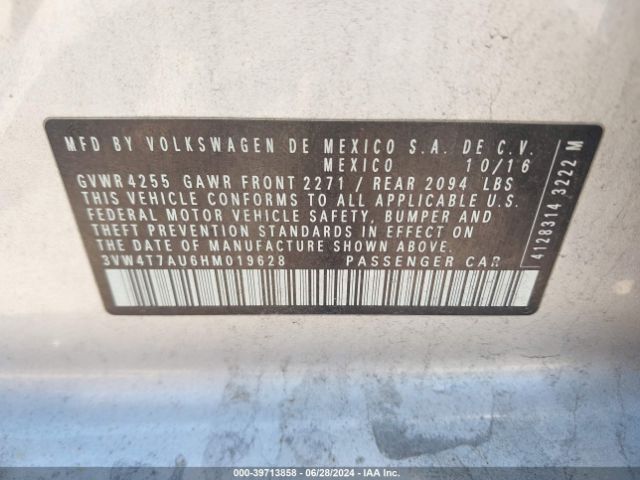 MFD BY VOLKSWAGEN DE MEXICO S.A. DE C.V.
MEXICO 10/16
GVWR 4255 GAWR FRONT 2271 / REAR 2094 LBS
THIS VEHICLE CONFORMS TO ALL APPLICABLE U.S.
FEDERAL MOTOR VEHICLE SAFETY, BUMPER AND
THEFT PREVENTION STANDARDS IN EFFECT ON
THE DATE OF MANUFACTURE SHOWN ABOVE.
3VW4T7AU6HM019628 PASSENGER CAR
4128314 3222 M
000-39713858 - 06/28/2024 - IAA Inc.